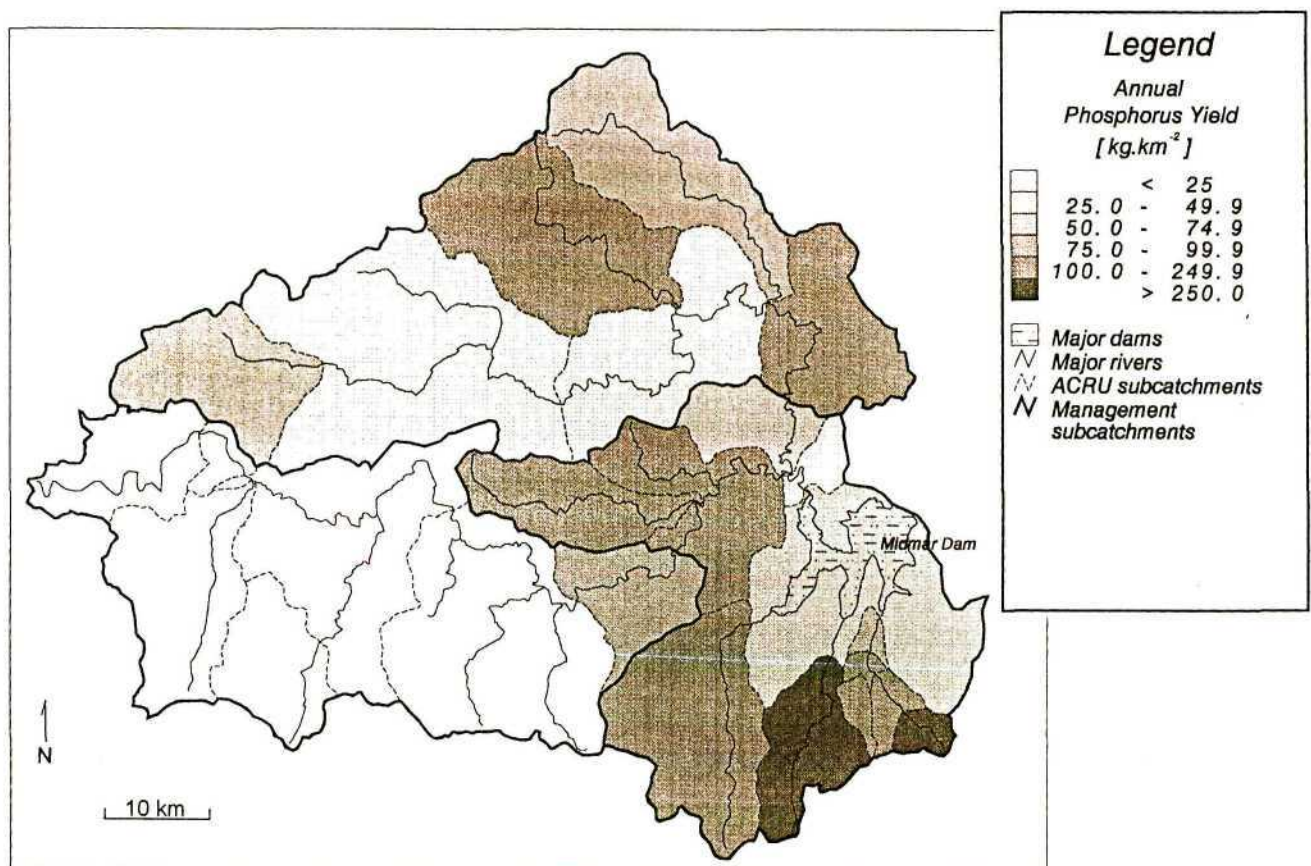 Legend
Annual
Phosphorus Yield
[ kg.km⁻² ]
< 25
25.0 - 49.9
50.0 - 74.9
75.0 - 99.9
100.0 - 249.9
> 250.0
Major dams
Major rivers
ACRU subcatchments
Management
subcatchments
Midmar Dam
N
10 km